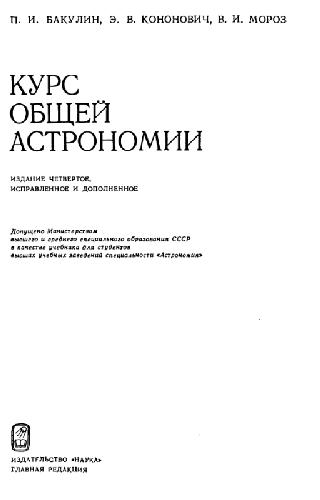 П. И. БАКУЛИН, Э. В. КОНОНОВИЧ, В. И. МОРОЗ
КУРС
ОБЩЕЙ
АСТРОНОМИИ
ИЗДАНИЕ ЧЕТВЕРТОЕ,
ИСПРАВЛЕННОЕ И ДОПОЛНЕННОЕ
Допущено Министерством
высшего и среднего специального образования СССР
в качестве учебника для студентов
высших учебных заведений специальности «Астрономия»
ИЗДАТЕЛЬСТВО «НАУКА»
ГЛАВНАЯ РЕДАКЦИЯ